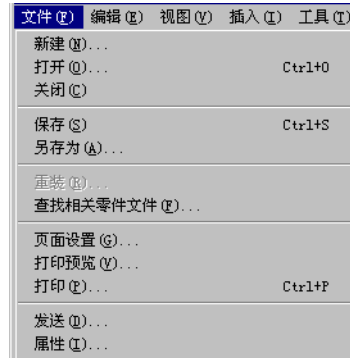 文件(F) 编辑(E) 视图(V) 插入(I) 工具(T)
新建(N)...
打开(O)... Ctrl+O
关闭(C)
保存(S) Ctrl+S
另存为(A)...
重装(R)...
查找相关零件文件(F)...
页面设置(G)...
打印预览(V)...
打印(P)... Ctrl+P
发送(D)...
属性(I)...